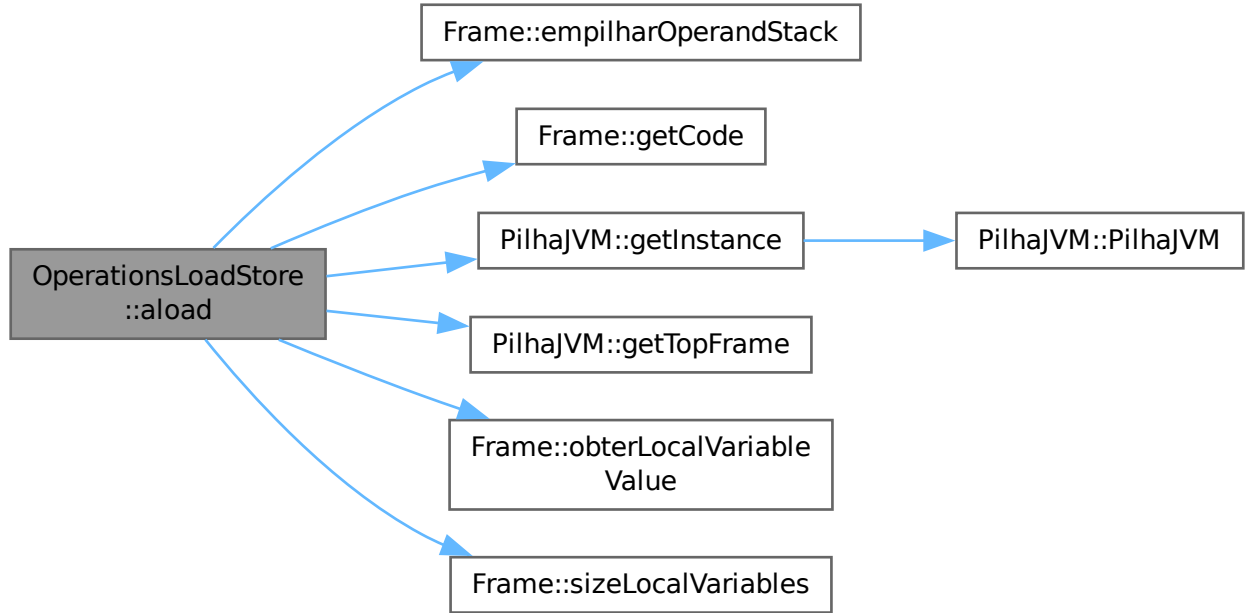 Frame::empilharOperandStack
Frame::getCode
PilhaJVM::getInstance
PilhaJVM::PilhaJVM
OperationsLoadStore
::aload
PilhaJVM::getTopFrame
Frame::obterLocalVariable
Value
Frame::sizeLocalVariables